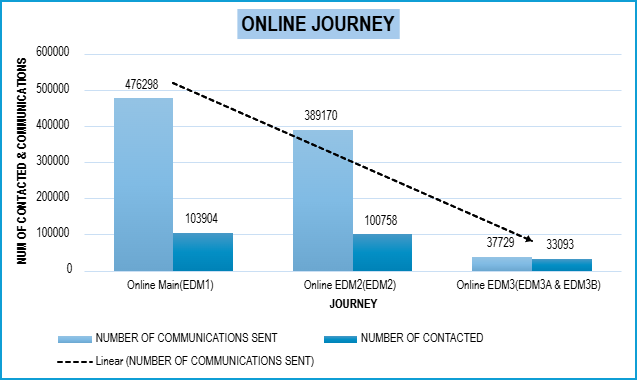 ONLINE JOURNEY
NUM OF CONTACTED & COMMUNICATIONS
600000
500000
400000
300000
200000
100000
0
476298
103904
389170
100758
37729
33093
Online Main(EDM1)
Online EDM2(EDM2)
Online EDM3(EDM3A & EDM3B)
JOURNEY
NUMBER OF COMMUNICATIONS SENT
NUMBER OF CONTACTED
Linear (NUMBER OF COMMUNICATIONS SENT)